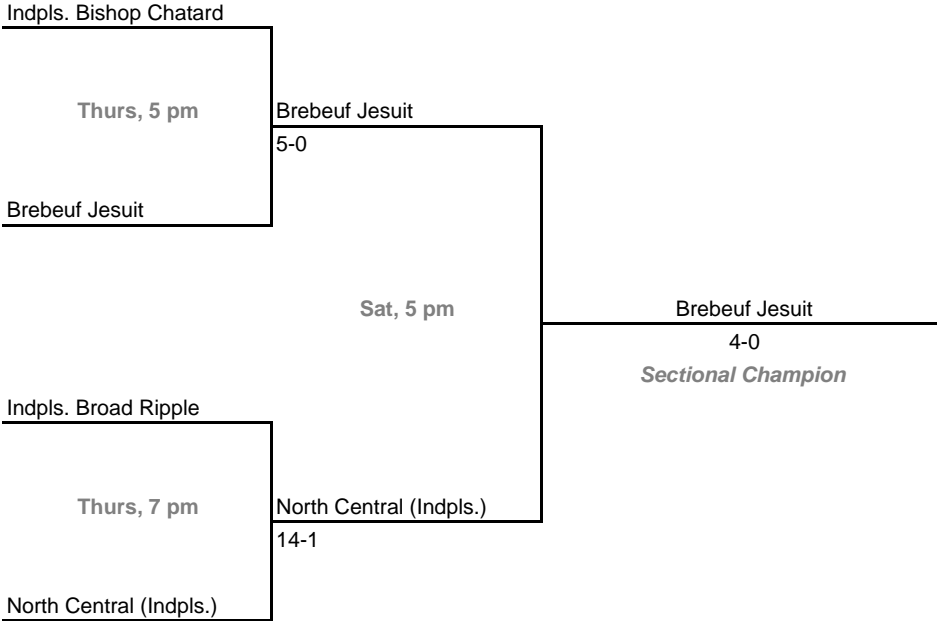 Indpls. Bishop Chatard
Thurs, 5 pm
Brebeuf Jesuit
5-0
Brebeuf Jesuit
Sat, 5 pm
Brebeuf Jesuit
4-0
Sectional Champion
Indpls. Broad Ripple
Thurs, 7 pm
North Central (Indpls.)
14-1
North Central (Indpls.)